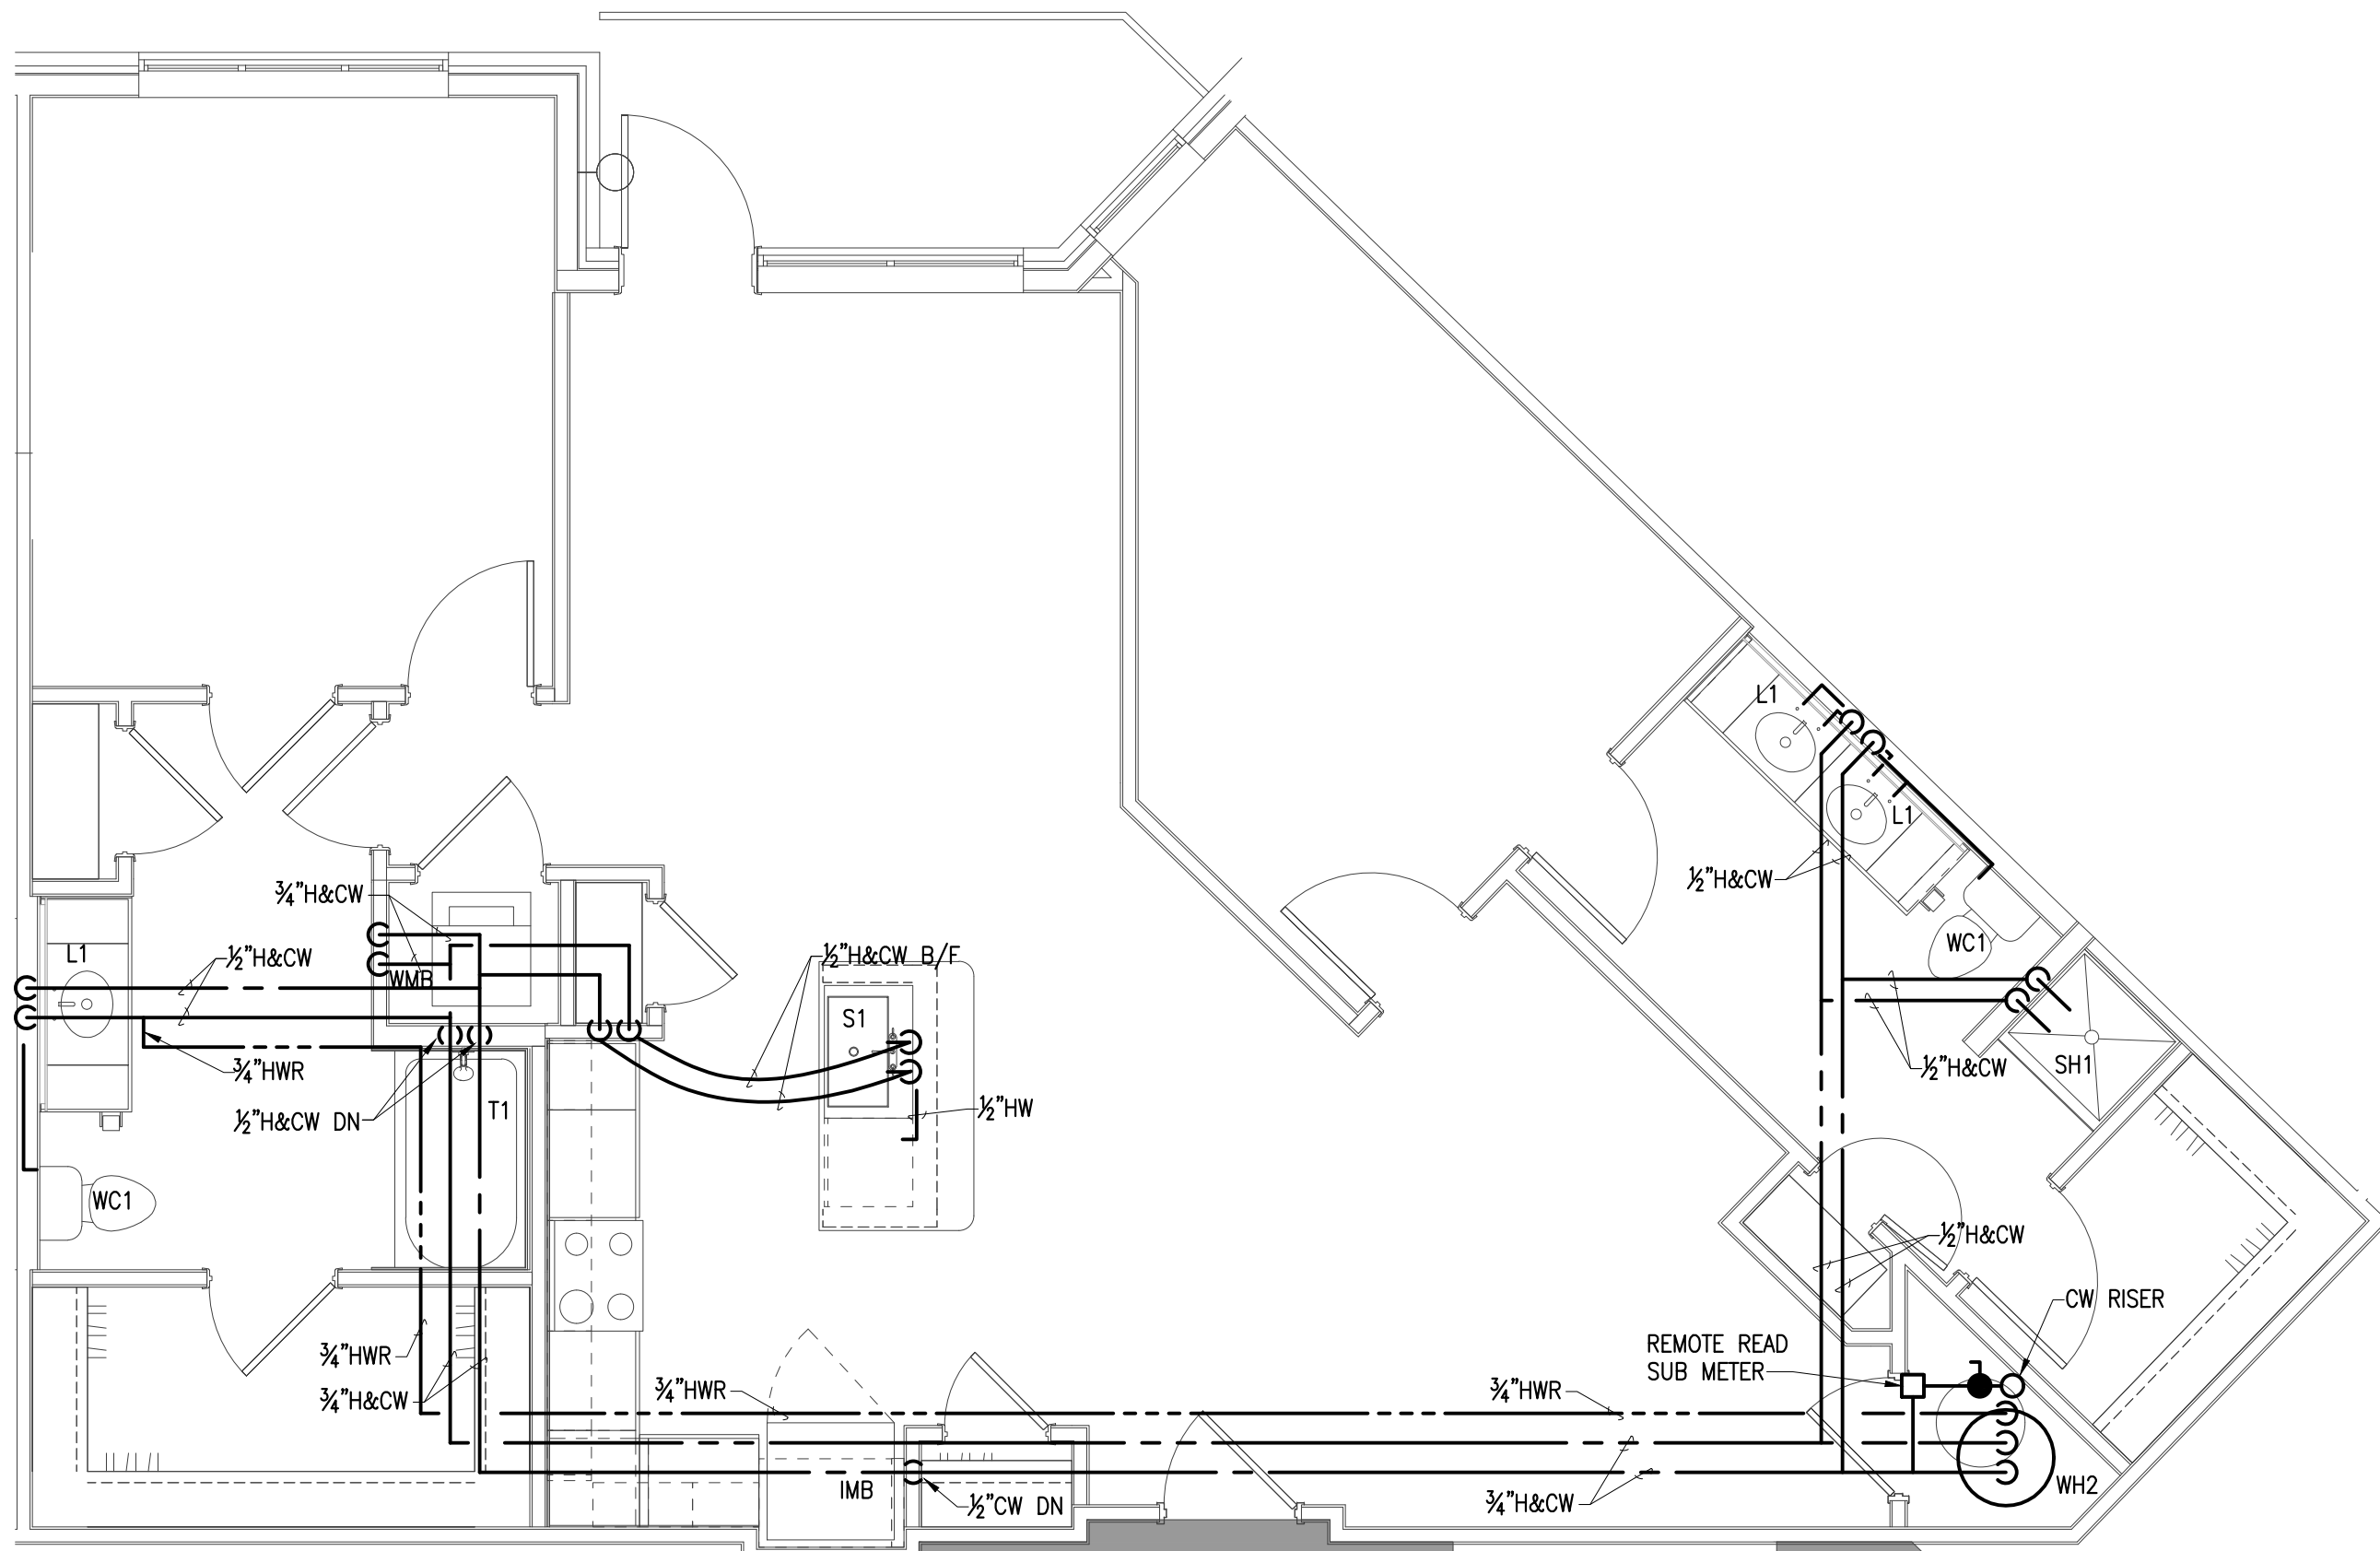 L1
½"H&CW
L1
¾"H&CW
WC1
L1
½"H&CW
½"H&CW B/F
WMB
S1
SH1
½"H&CW
¾"HWR
½"HW
T1
½"H&CW DN
WC1
½"H&CW
CW RISER
REMOTE READ
SUB METER
¾"HWR
¾"H&CW
¾"HWR
¾"HWR
IMB
½"CW DN
¾"H&CW
WH2